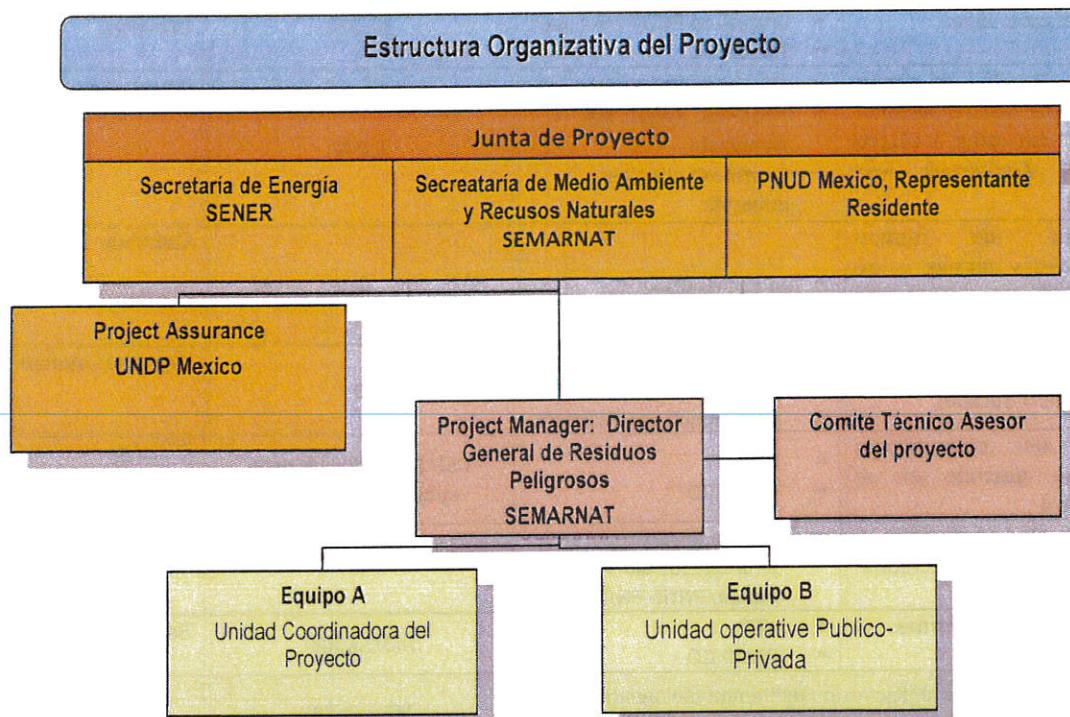 Estructura Organizativa del Proyecto
Junta de Proyecto
Secretaría de Energía
SENER
Secreataría de Medio Ambiente
y Recusos Naturales
SEMARNAT
PNUD Mexico, Representante
Residente
Project Assurance
UNDP Mexico
Project Manager: Director
General de Residuos
Peligrosos
SEMARNAT
Comité Técnico Asesor
del proyecto
Equipo A
Unidad Coordinadora del
Proyecto
Equipo B
Unidad operative Publico-
Privada